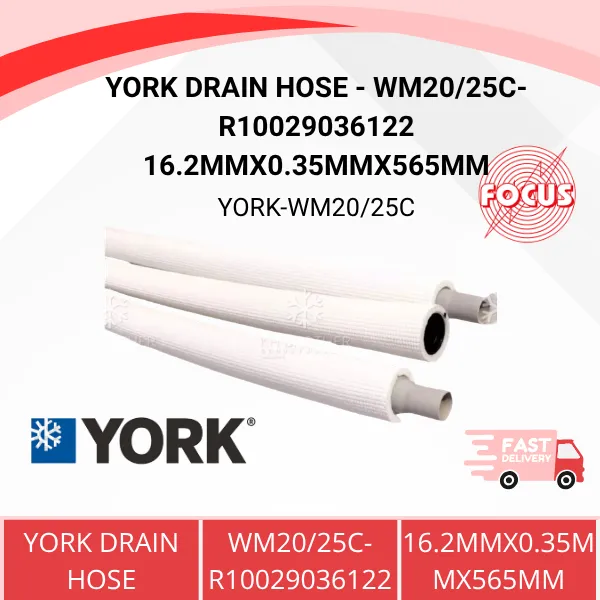 YORK DRAIN HOSE - WM20/25C-
R10029036122
16.2MMX0.35MMX565MM
YORK-WM20/25C
FOCUS
YORK®
FAST
DELIVERY
YORK DRAIN
HOSE
WM20/25C-
R10029036122
16.2MMX0.35M
MX565MM